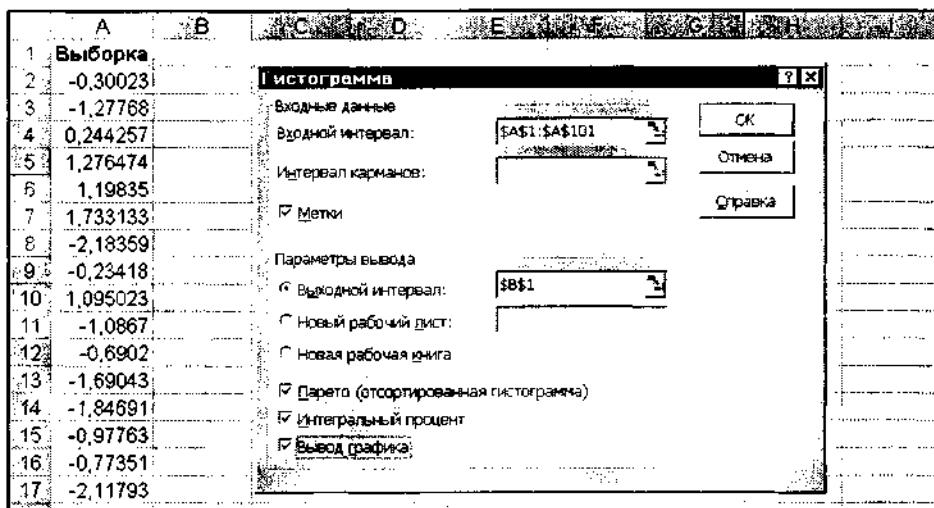 A B C D E F G H I
1 Выборка
2 -0,30023
3 -1,27768
4 0,244257
5 1,276474
6 1,19835
7 1,733133
8 -2,18359
9 -0,23418
10 1,095023
11 -1,0867
12 -0,6902
13 -1,69043
14 -1,84691
15 -0,97763
16 -0,77351
17 -2,11793
Гистограмма
Входные данные
Входной интервал: $A$1:$A$101
Интервал карманов:
Метки
Параметры вывода
Выходной интервал: $B$1
Новый рабочий лист:
Новая рабочая книга
Парето (отсортированная гистограмма)
Интегральный процент
Вывод графика
ОК
Отмена
Справка